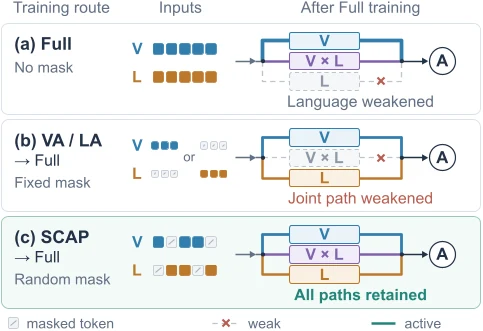 Training route Inputs After Full training
(a) Full
No mask
V
L
V
V × L
L
A
Language weakened
(b) VA / LA
→ Full
Fixed mask
V
or
L
V
V × L
L
A
Joint path weakened
(c) SCAP
→ Full
Random mask
V
L
V
V × L
L
A
All paths retained
masked token weak active